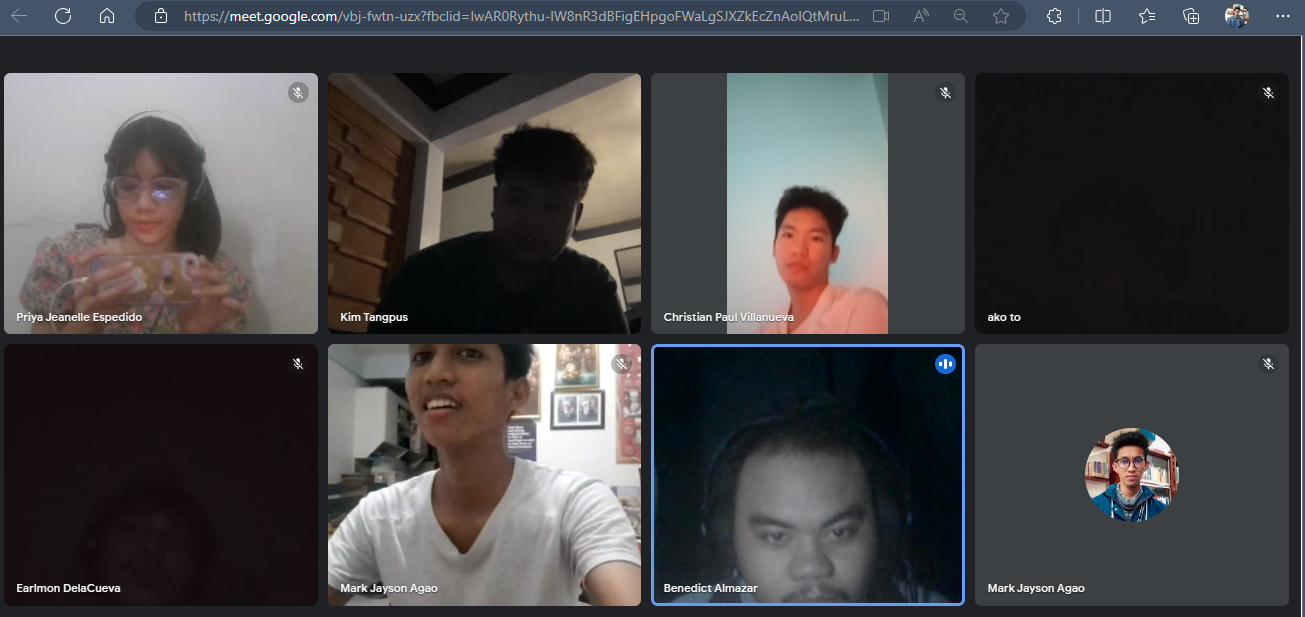 https://meet.google.com/vbj-fwtn-uzx?fbclid=IwAR0Rythu-IW8nR3dBFigEHpgoFWaLgSJXZkEcZnAoIQtMruL...
Priya Jeanelle Espedido
Kim Tangpus
Christian Paul Villanueva
ako to
Earlmon DelaCueva
Mark Jayson Agao
Benedict Almazar
Mark Jayson Agao